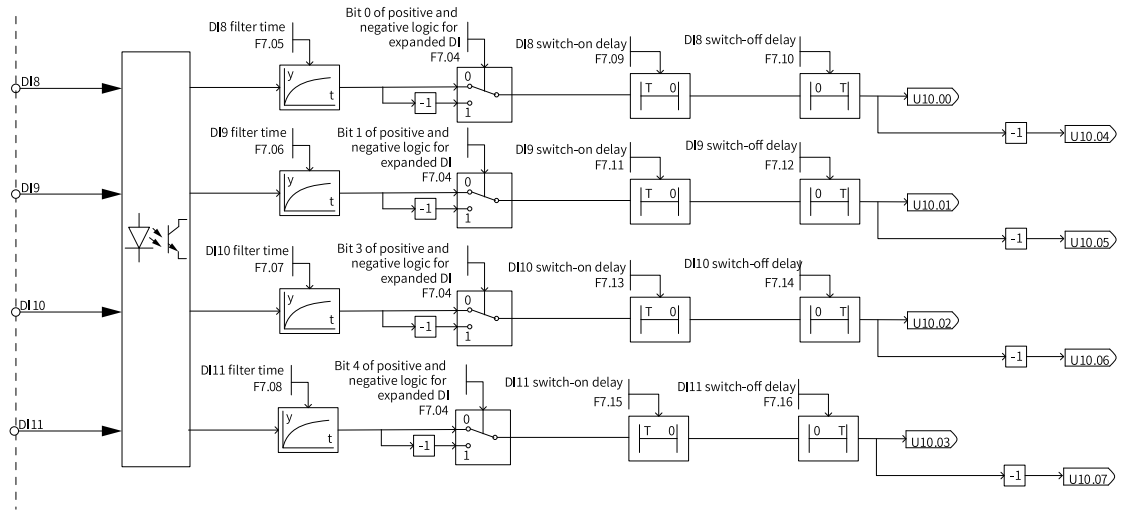 Bit 0 of positive and
negative logic for
expanded DI
F7.04
DI8 filter time
F7.05
DI8 switch-on delay
F7.09
DI8 switch-off delay
F7.10
DI8
y
t
0
-1
1
T 0
0 T
U10.00
-1
U10.04
Bit 1 of positive and
negative logic for
expanded DI
F7.04
DI9 filter time
F7.06
DI9 switch-on delay
F7.11
DI9 switch-off delay
F7.12
DI9
y
t
0
-1
1
T 0
0 T
U10.01
-1
U10.05
Bit 3 of positive and
negative logic for
expanded DI
F7.04
DI10 filter time
F7.07
DI10 switch-on delay
F7.13
DI10 switch-off delay
F7.14
DI10
y
t
0
-1
1
T 0
0 T
U10.02
-1
U10.06
Bit 4 of positive and
negative logic for
expanded DI
F7.04
DI11 filter time
F7.08
DI11 switch-on delay
F7.15
DI11 switch-off delay
F7.16
DI11
y
t
0
-1
1
T 0
0 T
U10.03
-1
U10.07